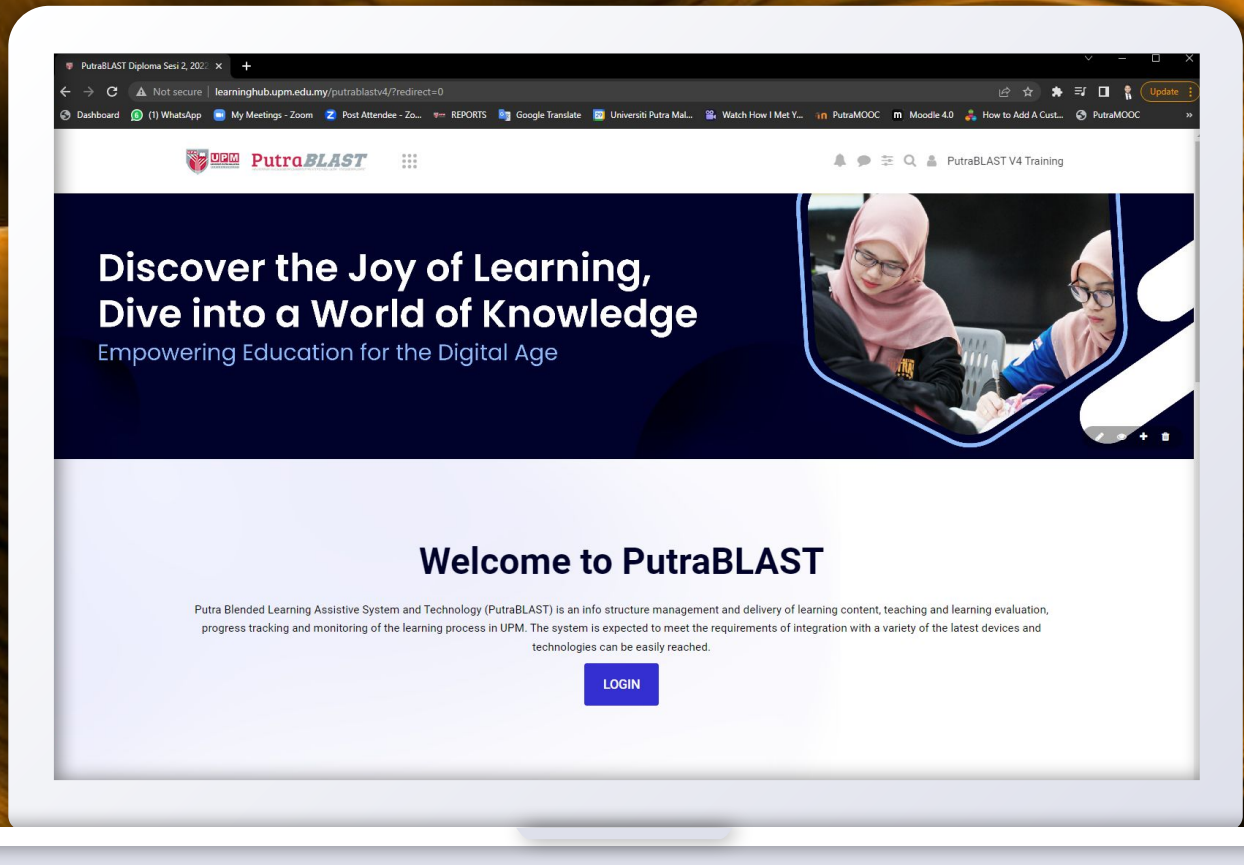 PutraBLAST Diploma Sesi 2, 202
Not secure | learninghub.upm.edu.my/putrablastv4/?redirect=0
Update
Dashboard (1) WhatsApp My Meetings - Zoom Post Attendee - Zo... REPORTS Google Translate Universiti Putra Mal... Watch How I Met Y... PutraMOOC Moodle 4.0 How to Add A Cust... PutraMOOC »
UPM PutraBLAST PutraBLAST V4 Training
Discover the Joy of Learning,
Dive into a World of Knowledge
Empowering Education for the Digital Age
Welcome to PutraBLAST
Putra Blended Learning Assistive System and Technology (PutraBLAST) is an info structure management and delivery of learning content, teaching and learning evaluation,
progress tracking and monitoring of the learning process in UPM. The system is expected to meet the requirements of integration with a variety of the latest devices and
technologies can be easily reached.
LOGIN